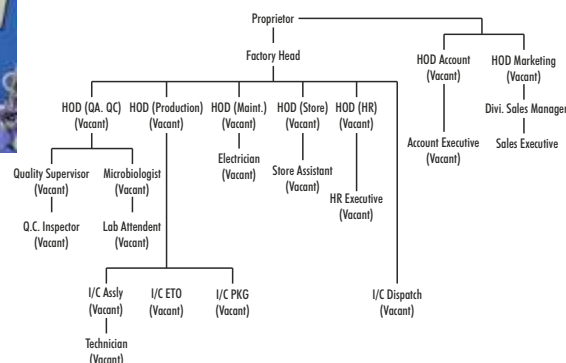 Proprietor
Factory Head
HOD Account
(Vacant)
HOD Marketing
(Vacant)
HOD (QA. QC)
(Vacant)
HOD (Production)
(Vacant)
HOD (Maint.)
(Vacant)
HOD (Store)
(Vacant)
HOD (HR)
(Vacant)
Divi. Sales Manager
Account Executive
(Vacant)
Sales Executive
Electrician
(Vacant)
Store Assistant
(Vacant)
Quality Supervisor
(Vacant)
Microbiologist
(Vacant)
HR Executive
(Vacant)
Q.C. Inspector
(Vacant)
Lab Attendent
(Vacant)
I/C Assly
(Vacant)
I/C ETO
(Vacant)
I/C PKG
(Vacant)
I/C Dispatch
(Vacant)
Technician
(Vacant)